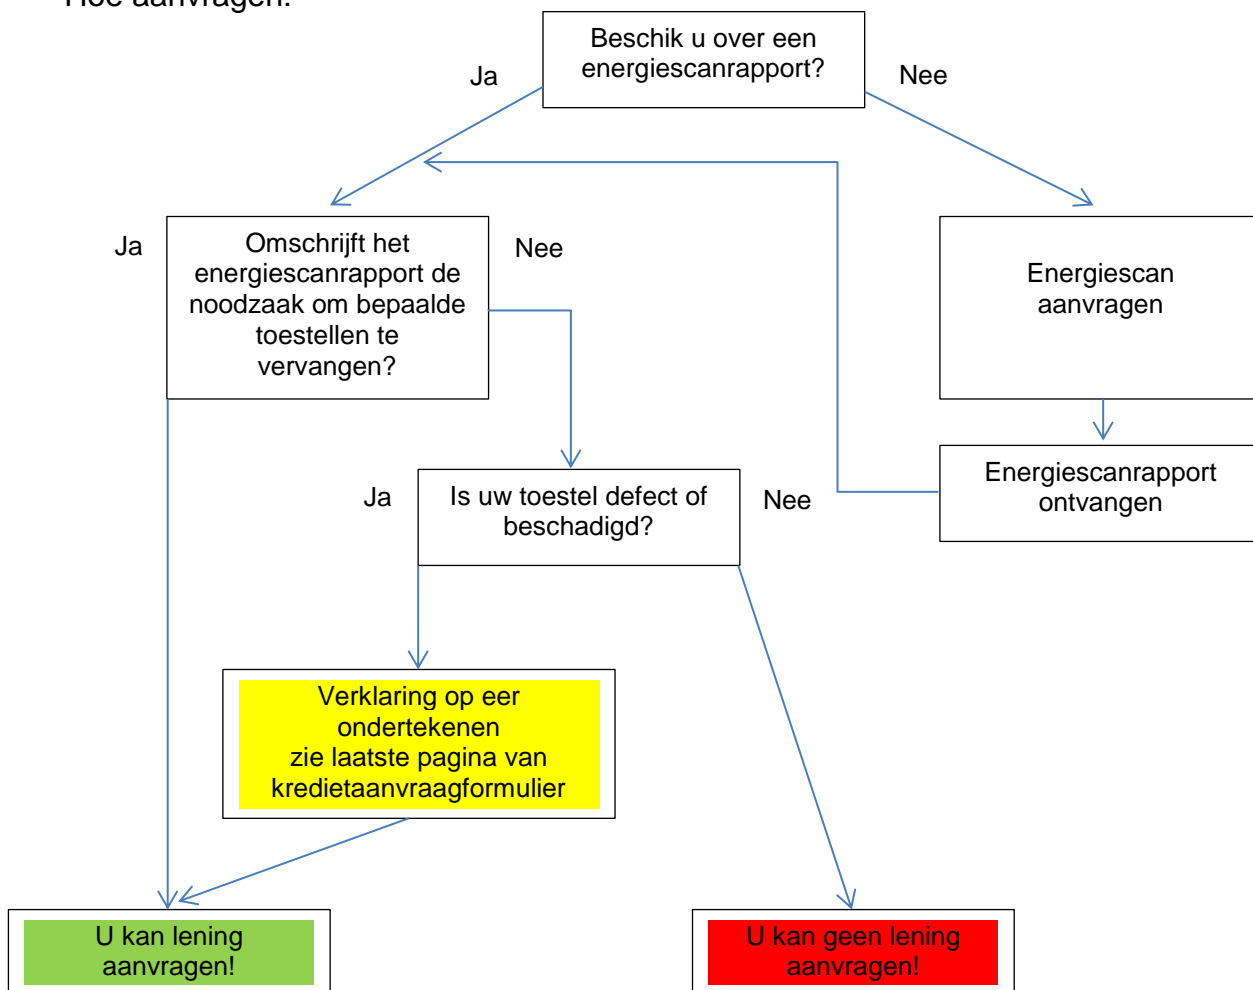 Hoe aanvragen:
Beschik u over een
energiescanrapport?
Ja
Nee
Ja
Omschrijft het
energiescanrapport de
noodzaak om bepaalde
toestellen te
vervangen?
Nee
Energiescan
aanvragen
Ja
Is uw toestel defect of
beschadigd?
Nee
Energiescanrapport
ontvangen
Verklaring op eer
ondertekenen
zie laatste pagina van
kredietaanvraagformulier
U kan lening
aanvragen!
U kan geen lening
aanvragen!